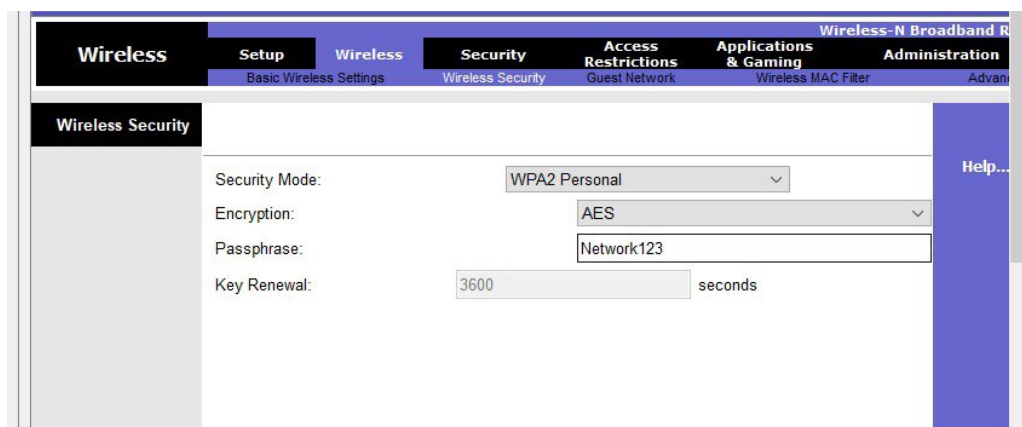 Wireless-N Broadband R
Wireless
Setup Wireless Security Access Restrictions Applications & Gaming Administration
Basic Wireless Settings Wireless Security Guest Network Wireless MAC Filter Advan
Wireless Security
Help...
Security Mode: WPA2 Personal
Encryption: AES
Passphrase: Network123
Key Renewal: 3600 seconds